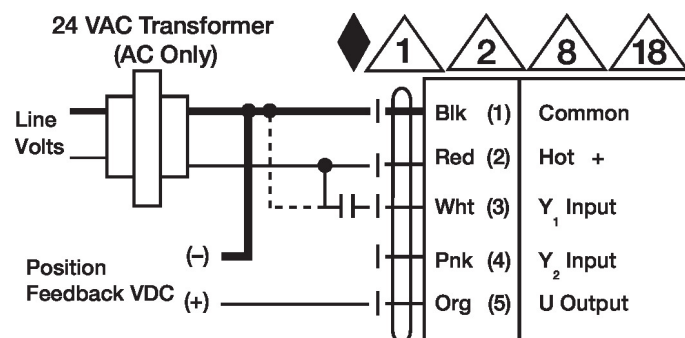 24 VAC Transformer
(AC Only)
1 2 8 18
Line
Volts
Blk (1) Common
Red (2) Hot +
Wht (3) Y1 Input
(-)
Pnk (4) Y2 Input
Position
Feedback VDC (+)
Org (5) U Output